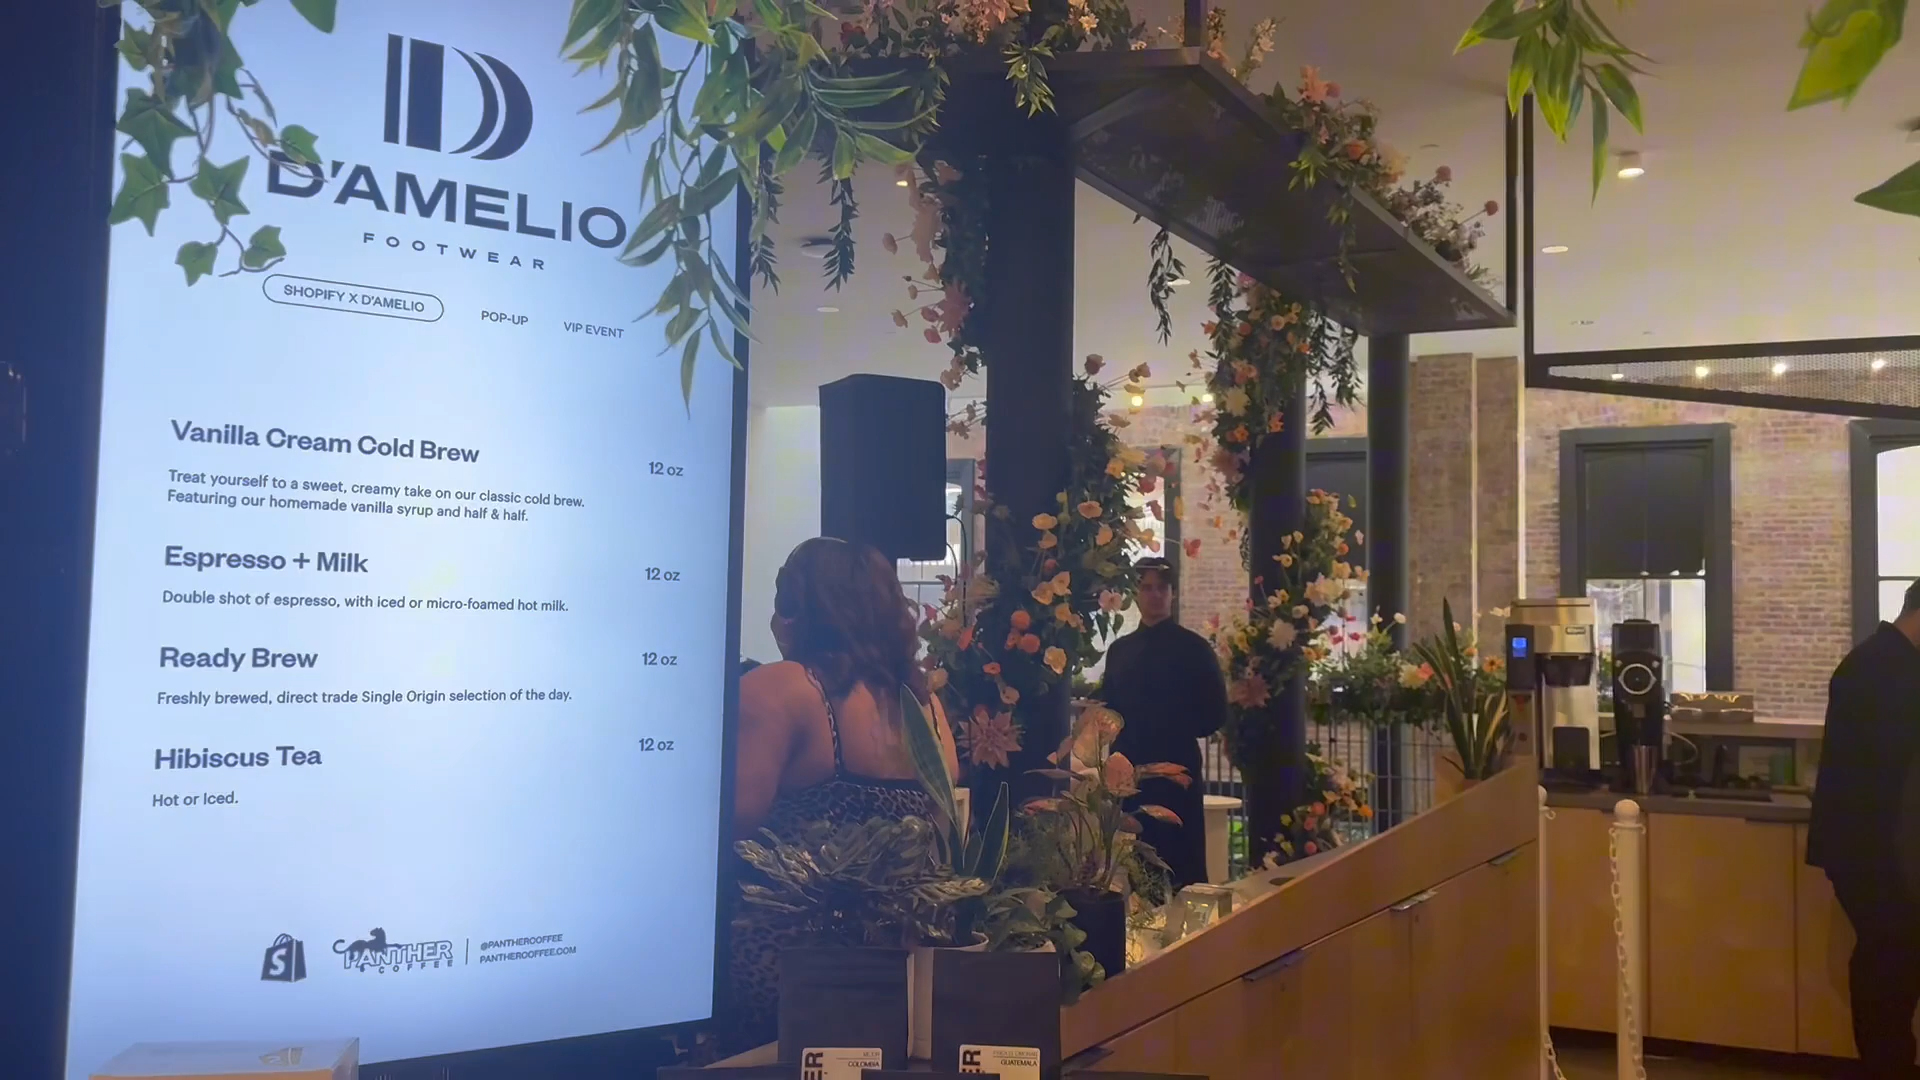 D'AMELIO
FOOTWEAR
SHOPIFY X D'AMELIO
POP-UP
VIP EVENT
Vanilla Cream Cold Brew
12 oz
Treat yourself to a sweet, creamy take on our classic cold brew.
Featuring our homemade vanilla syrup and half & half.
Espresso + Milk
12 oz
Double shot of espresso, with iced or micro-foamed hot milk.
Ready Brew
12 oz
Freshly brewed, direct trade Single Origin selection of the day.
Hibiscus Tea
12 oz
Hot or Iced.
PANTHER
COFFEE
@PANTHERCOFFEE
PANTHERCOFFEE.COM
COLOMBIA
GUATEMALA